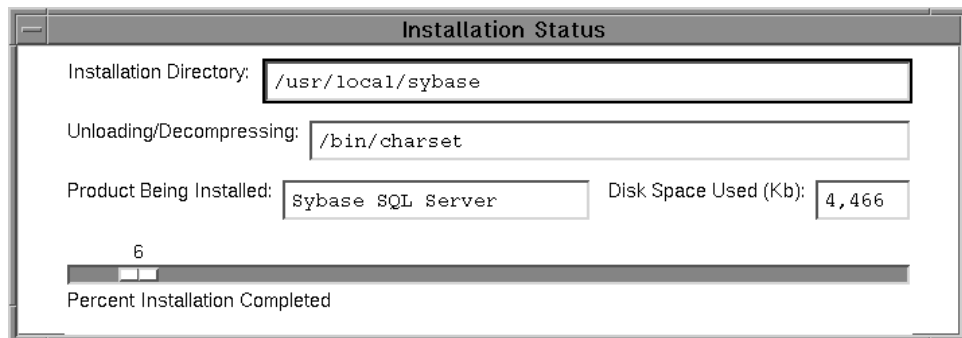 Installation Status
Installation Directory: /usr/local/sybase
Unloading/Decompressing: /bin/charset
Product Being Installed: Sybase SQL Server Disk Space Used (Kb): 4,466
6
Percent Installation Completed